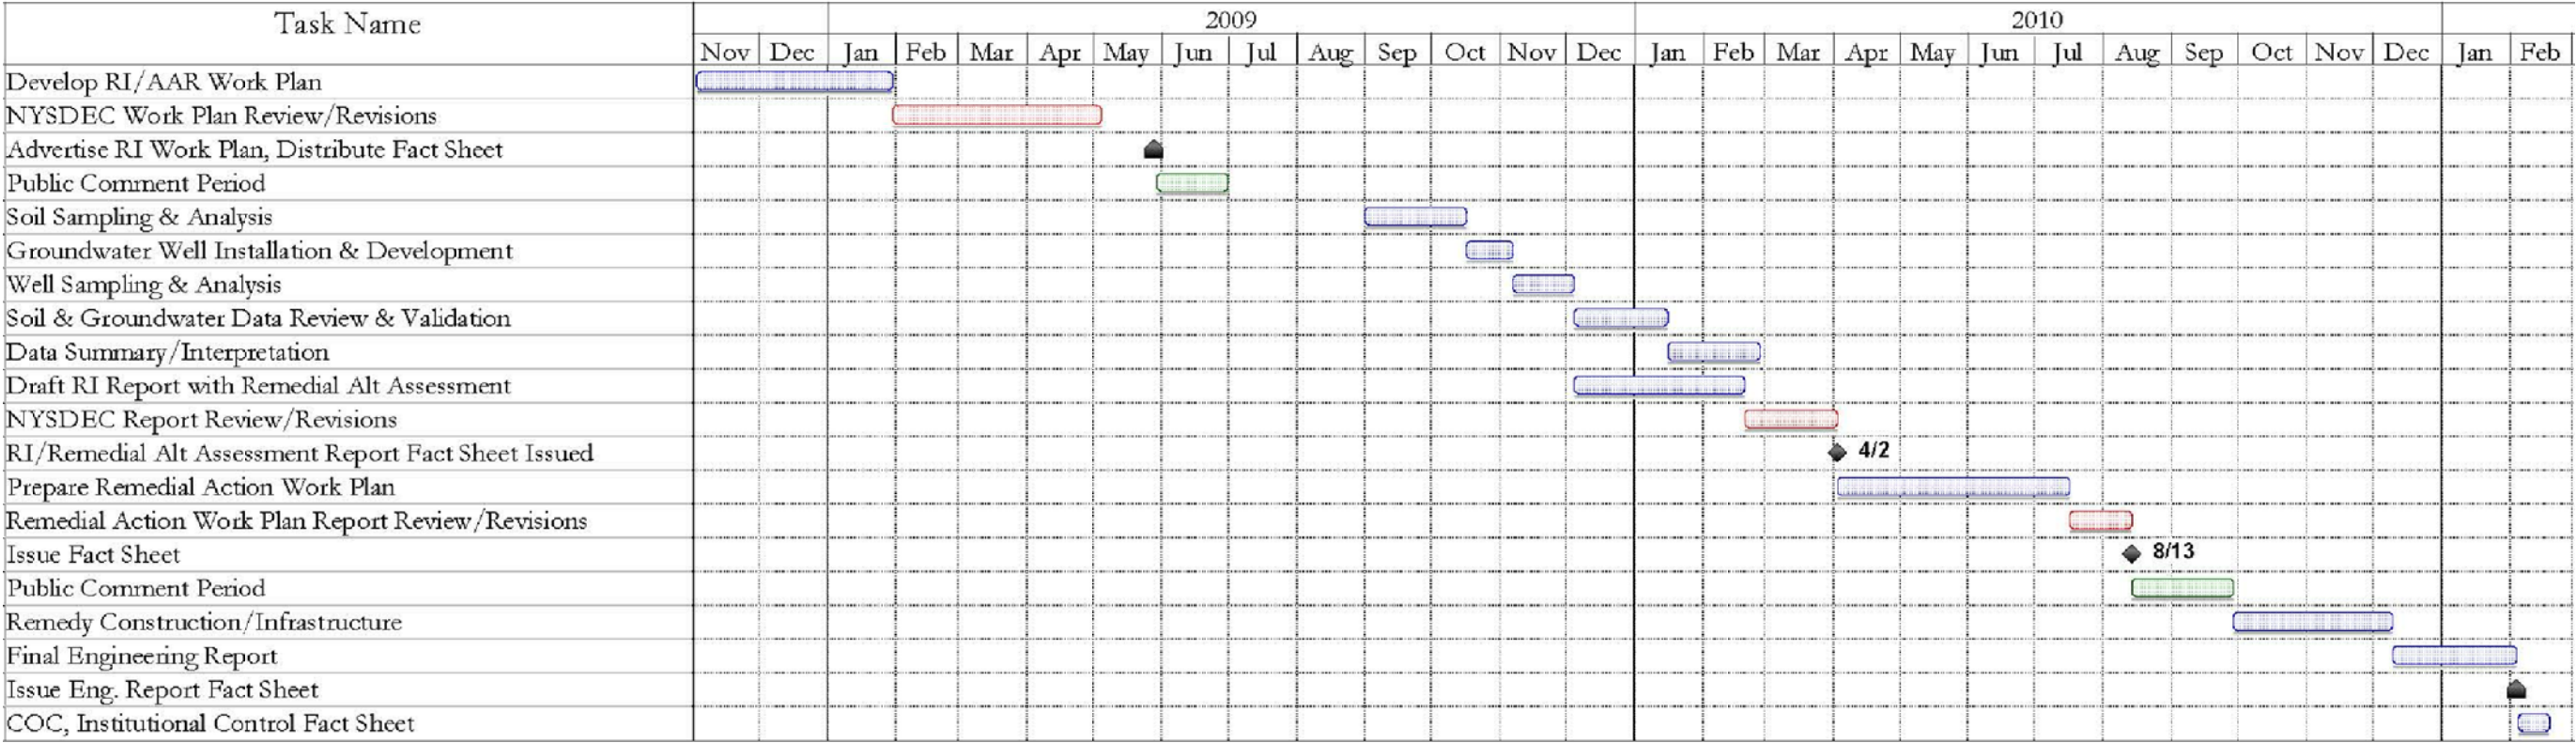 Task Name
2009 2010
Nov Dec Jan Feb Mar Apr May Jun Jul Aug Sep Oct Nov Dec Jan Feb Mar Apr May Jun Jul Aug Sep Oct Nov Dec Jan Feb
Develop RI/AAR Work Plan
NYSDEC Work Plan Review/Revisions
Advertise RI Work Plan, Distribute Fact Sheet
Public Comment Period
Soil Sampling & Analysis
Groundwater Well Installation & Development
Well Sampling & Analysis
Soil & Groundwater Data Review & Validation
Data Summary/Interpretation
Draft RI Report with Remedial Alt Assessment
NYSDEC Report Review/Revisions
RI/Remedial Alt Assessment Report Fact Sheet Issued 4/2
Prepare Remedial Action Work Plan
Remedial Action Work Plan Report Review/Revisions
Issue Fact Sheet 8/13
Public Comment Period
Remedy Construction/Infrastructure
Final Engineering Report
Issue Eng. Report Fact Sheet
COC, Institutional Control Fact Sheet